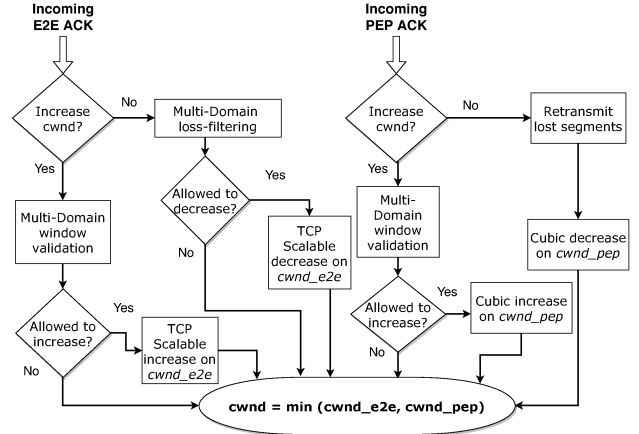 Incoming
E2E ACK
Incoming
PEP ACK
Increase
cwnd?
No
Multi-Domain
loss-filtering
Yes
Multi-Domain
window
validation
Allowed to
decrease?
Yes
No
TCP
Scalable
decrease on
cwnd_e2e
Allowed to
increase?
Yes
No
TCP
Scalable
increase on
cwnd_e2e
Increase
cwnd?
No
Retransmit
lost segments
Yes
Multi-
Domain
window
validation
Cubic decrease
on cwnd_pep
Allowed to
increase?
Yes
No
Cubic increase
on cwnd_pep
cwnd = min (cwnd_e2e, cwnd_pep)